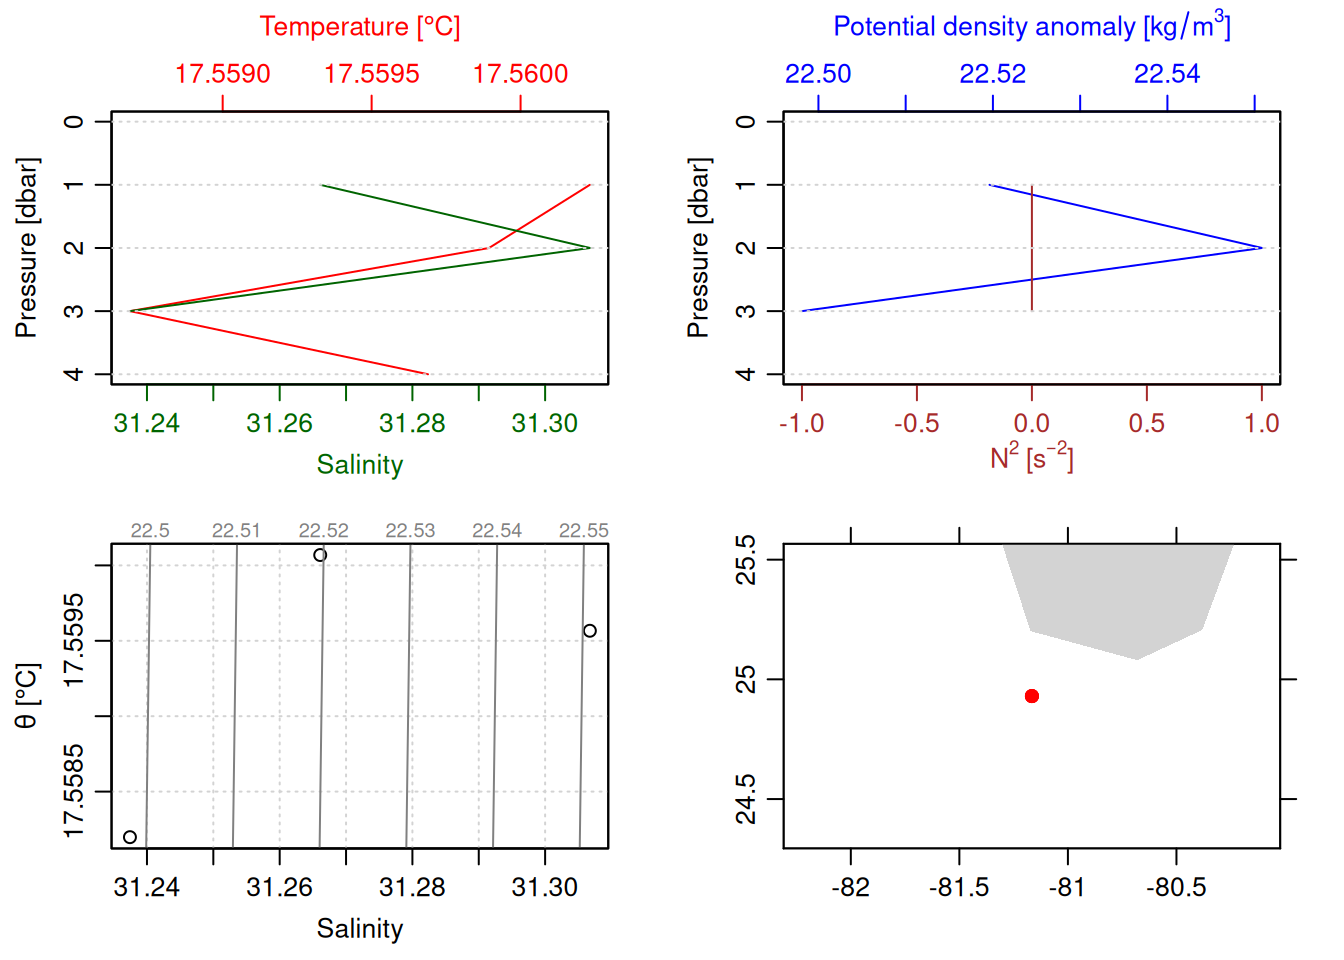 Temperature [°C]
17.5590 17.5595 17.5600
0
1
2
3
4
Pressure [dbar]
31.24 31.26 31.28 31.30
Salinity
Potential density anomaly [kg/m³]
22.50 22.52 22.54
0
1
2
3
4
Pressure [dbar]
-1.0 -0.5 0.0 0.5 1.0
N² [s⁻²]
22.5 22.51 22.52 22.53 22.54 22.55
17.5595
17.5585
θ [°C]
31.24 31.26 31.28 31.30
Salinity
25.5
25
24.5
-82 -81.5 -81 -80.5